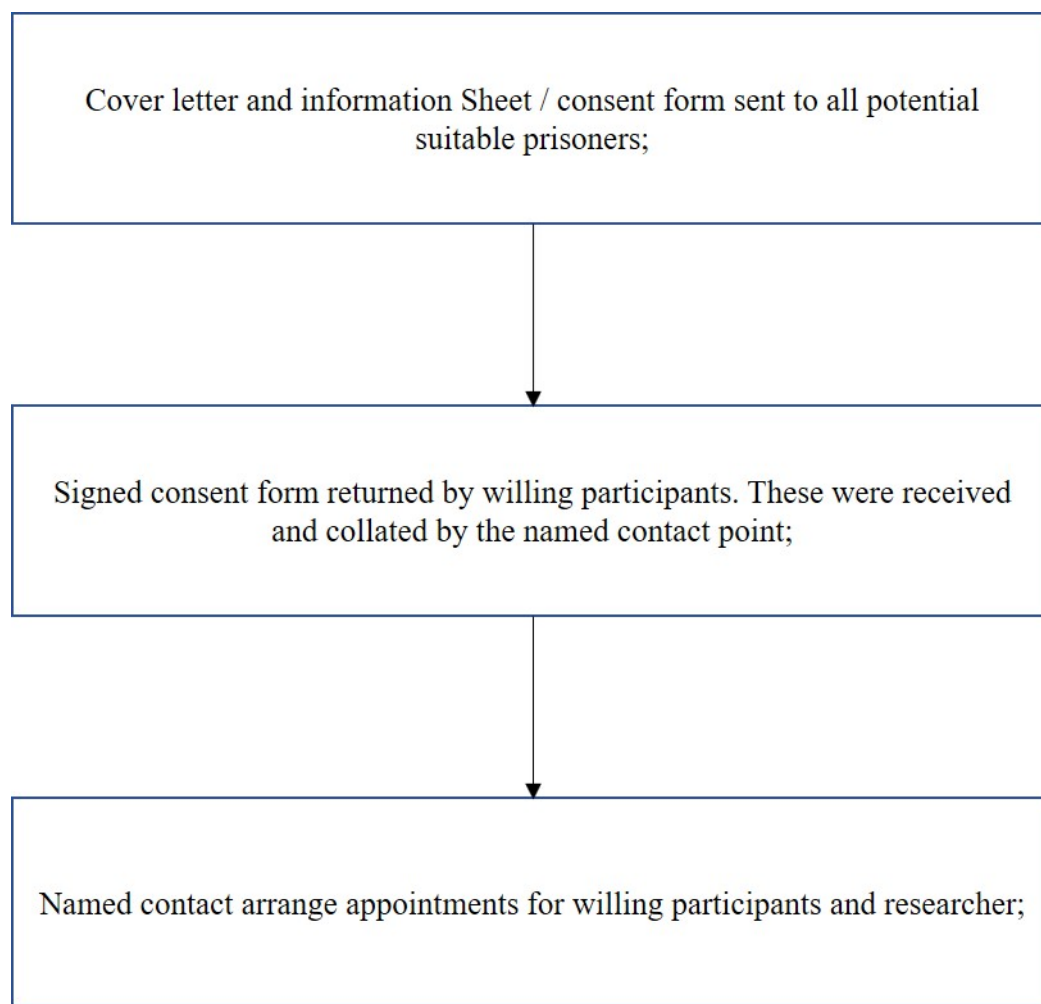 Cover letter and information Sheet / consent form sent to all potential
suitable prisoners;
Signed consent form returned by willing participants. These were received
and collated by the named contact point;
Named contact arrange appointments for willing participants and researcher;